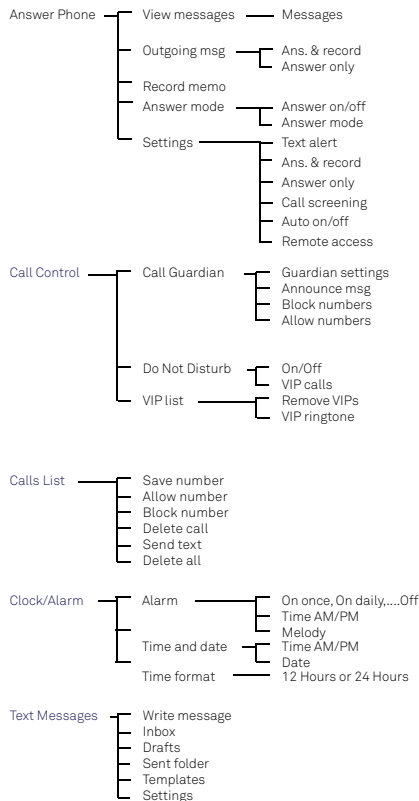 Answer Phone View messages Messages
Outgoing msg Ans. & record
Answer only
Record memo
Answer mode Answer on/off
Answer mode
Settings Text alert
Ans. & record
Answer only
Call screening
Auto on/off
Remote access
Call Control Call Guardian Guardian settings
Announce msg
Block numbers
Allow numbers
Do Not Disturb On/Off
VIP calls
VIP list Remove VIPs
VIP ringtone
Calls List Save number
Allow number
Block number
Delete call
Send text
Delete all
Clock/Alarm Alarm On once, On daily,....Off
Time AM/PM
Melody
Time and date Time AM/PM
Date
Time format 12 Hours or 24 Hours
Text Messages Write message
Inbox
Drafts
Sent folder
Templates
Settings